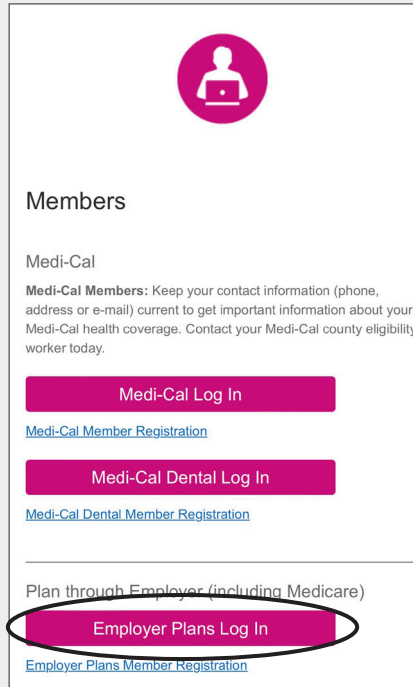 Members
Medi-Cal
Medi-Cal Members: Keep your contact information (phone,
address or e-mail) current to get important information about your
Medi-Cal health coverage. Contact your Medi-Cal county eligibility
worker today.
Medi-Cal Log In
Medi-Cal Member Registration
Medi-Cal Dental Log In
Medi-Cal Dental Member Registration
Plan through Employer (including Medicare)
Employer Plans Log In
Employer Plans Member Registration